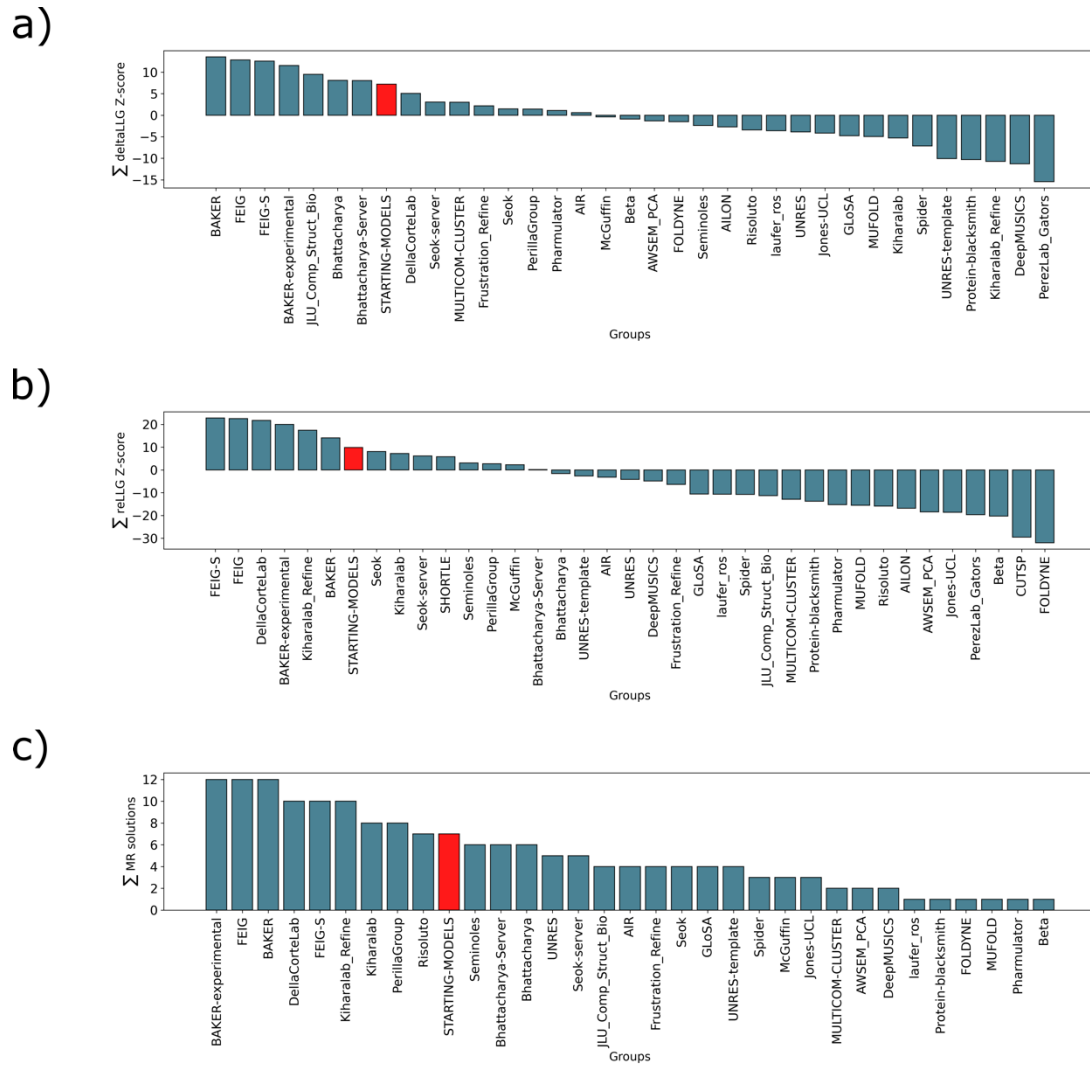 a)
Σ deltaLLG Z-score
10
5
0
−5
−10
−15
BAKER
FEIG
FEIG-S
BAKER-experimental
JLU_Comp_Struct_Bio
Bhattacharya
Bhattacharya-Server
STARTING-MODELS
DellaCorteLab
Seok-server
MULTICOM-CLUSTER
Frustration_Refine
Seok
PerillaGroup
Pharmulator
AIR
McGuffin
Beta
AWSEM_PCA
FOLDYNE
Seminoles
AILON
Risoluto
laufer_ros
UNRES
Jones-UCL
GLoSA
MUFOLD
Kiharalab
Spider
UNRES-template
Protein-blacksmith
Kiharalab_Refine
DeepMUSICS
PerezLab_Gators
Groups
b)
Σ reLLG Z-score
20
10
0
−10
−20
−30
FEIG-S
FEIG
DellaCorteLab
BAKER-experimental
Kiharalab_Refine
BAKER
STARTING-MODELS
Seok
Kiharalab
Seok-server
SHORTLE
Seminoles
PerillaGroup
McGuffin
Bhattacharya-Server
Bhattacharya
UNRES-template
AIR
UNRES
DeepMUSICS
Frustration_Refine
GLoSA
laufer_ros
Spider
JLU_Comp_Struct_Bio
MULTICOM-CLUSTER
Protein-blacksmith
Pharmulator
MUFOLD
Risoluto
AILON
AWSEM_PCA
Jones-UCL
PerezLab_Gators
Beta
CUTSP
FOLDYNE
Groups
c)
Σ MR solutions
12
10
8
6
4
2
0
BAKER-experimental
FEIG
BAKER
DellaCorteLab
FEIG-S
Kiharalab_Refine
Kiharalab
PerillaGroup
Risoluto
STARTING-MODELS
Seminoles
Bhattacharya-Server
Bhattacharya
UNRES
Seok-server
JLU_Comp_Struct_Bio
AIR
Frustration_Refine
Seok
GLoSA
UNRES-template
Spider
McGuffin
Jones-UCL
MULTICOM-CLUSTER
AWSEM_PCA
DeepMUSICS
laufer_ros
Protein-blacksmith
FOLDYNE
MUFOLD
Pharmulator
Beta
Groups